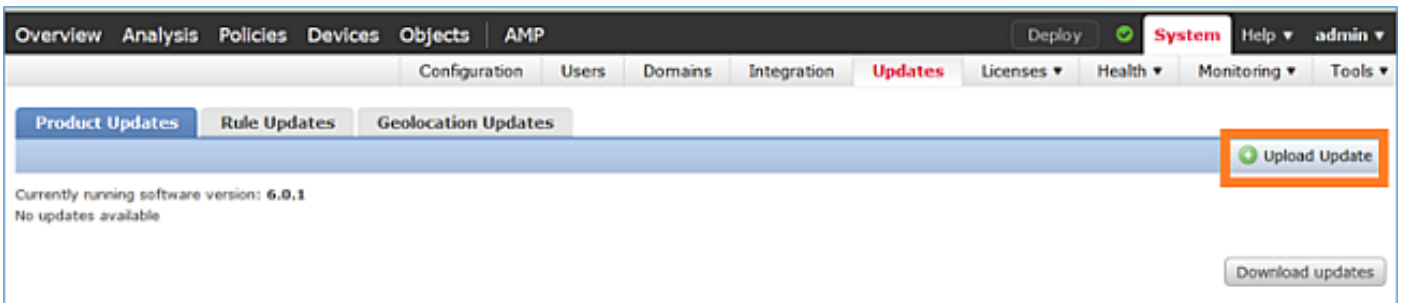 Overview Analysis Policies Devices Objects AMP Deploy System Help ▼ admin ▼
Configuration Users Domains Integration Updates Licenses ▼ Health ▼ Monitoring ▼ Tools ▼
Product Updates Rule Updates Geolocation Updates
Upload Update
Currently running software version: 6.0.1
No updates available
Download updates